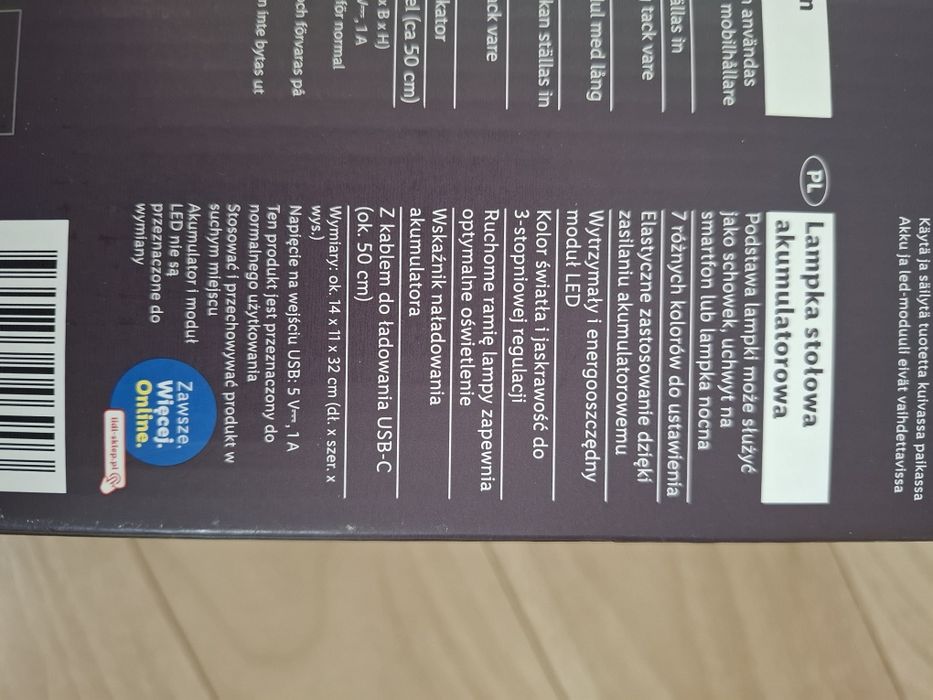 Käytä ja säilytä tuotetta kuivassa paikassa
Akku ja led-moduuli eivät vaihdettavissa
användas
mobilhållare
ällas in
tack vare
dul med lång
kan ställas in
ack vare
kator
el (ca 50 cm)
x B x H)
1 A
för normal
och förvaras på
n inte bytas ut
PL
Lampka stołowa
akumulatorowa
Podstawa lampki może służyć
jako schowek, uchwyt na
smartfon lub lampka nocna
7 różnych kolorów do ustawienia
Elastyczne zastosowanie dzięki
zasilaniu akumulatorowemu
Wytrzymały i energooszczędny
moduł LED
Kolor światła i jaskrawość do
3-stopniowej regulacji
Ruchome ramię lampy zapewnia
optymalne oświetlenie
Wskaźnik naładowania
akumulatora
Z kablem do ładowania USB-C
(ok. 50 cm)
Wymiary: ok. 14 x 11 x 32 cm (dł. x szer. x
wys.)
Napięcie na wejściu USB: 5 V⎓, 1 A
Ten produkt jest przeznaczony do
normalnego użytkowania
Stosować i przechowywać produkt w
suchym miejscu
Akumulator i moduł
LED nie są
przeznaczone do
wymiany
Zawsze.
Więcej.
Online.
lidl-sklep.pl